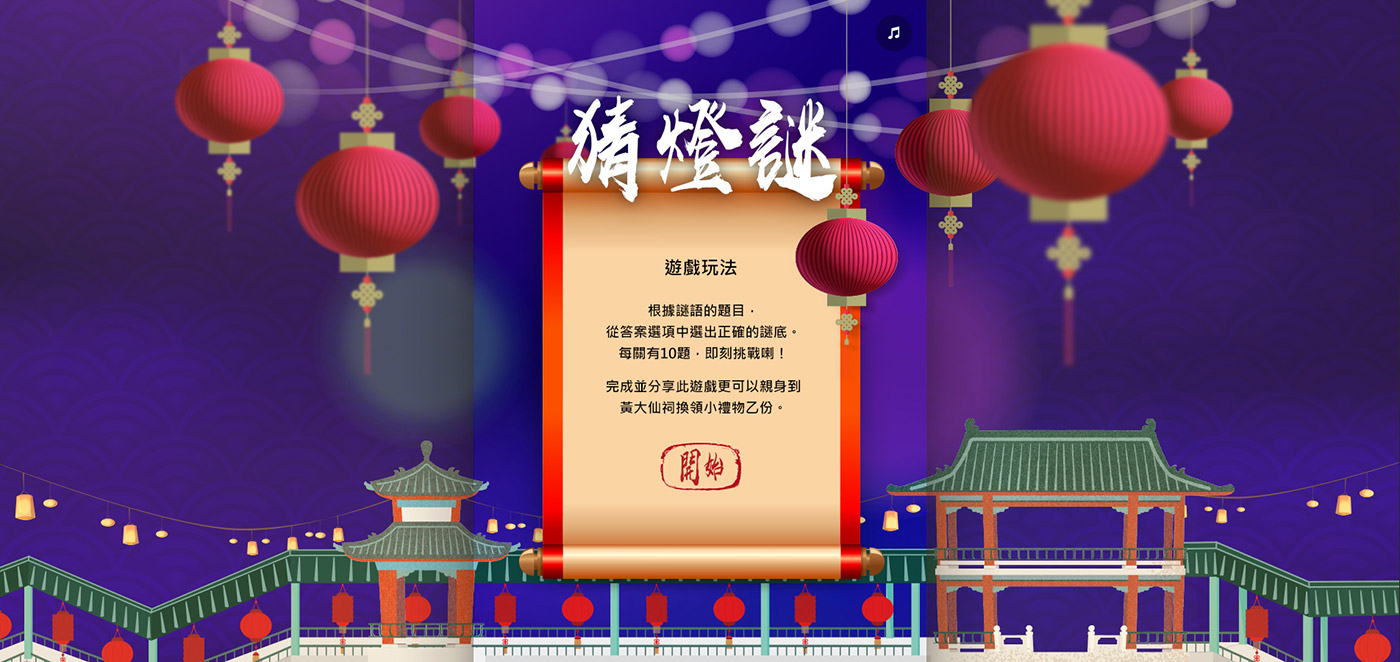 猜燈謎
遊戲玩法
根據謎語的題目，
從答案選項中選出正確的謎底。
每關有10題，即刻挑戰喇！
完成並分享此遊戲更可以親身到
黃大仙祠換領小禮物乙份。
開始